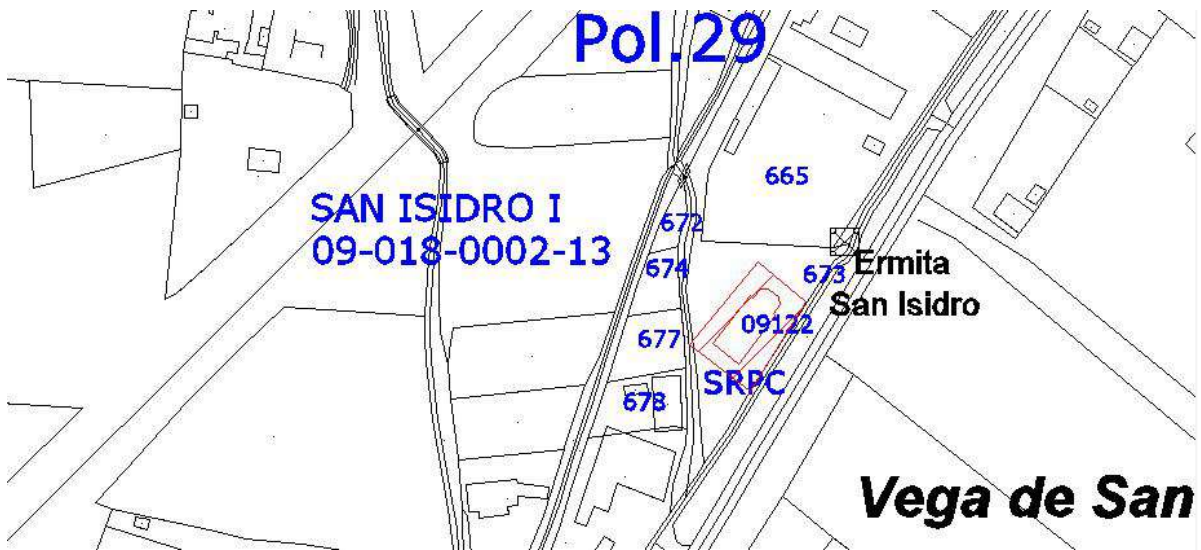 Pol.29
665
SAN ISIDRO I
09-018-0002-13
672
674
673
Ermita
San Isidro
09122
677
SRPC
678
Vega de San